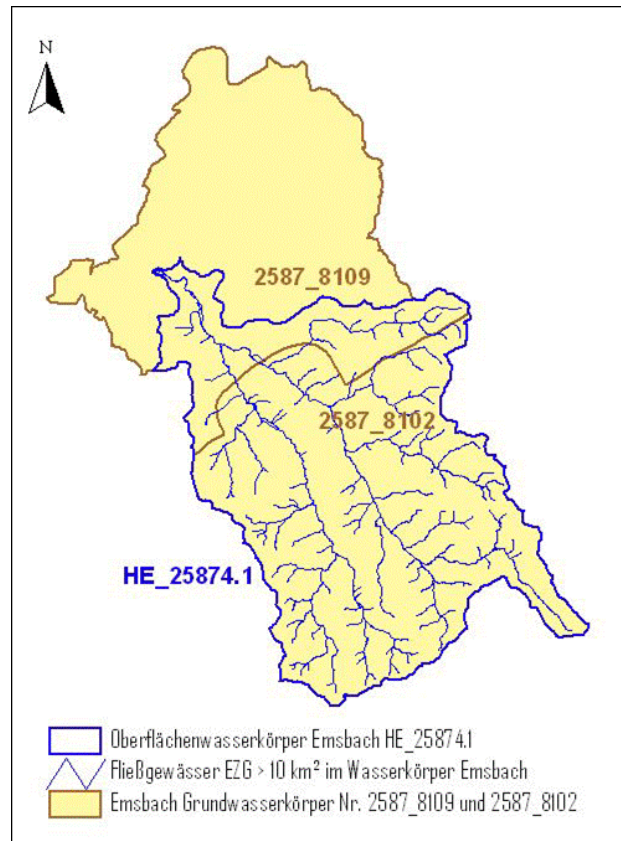 N
2587_8109
2587_8102
HE_25874.1
Oberflächenwasserkörper Emsbach HE_25874.1
Fließgewässer EZG > 10 km² im Wasserkörper Emsbach
Emsbach Grundwasserkörper Nr. 2587_8109 und 2587_8102